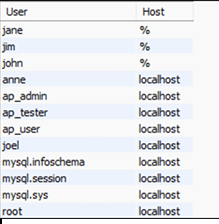 User Host
jane %
jim %
john %
anne localhost
ap_admin localhost
ap_tester localhost
ap_user localhost
joel localhost
mysql.infoschema localhost
mysql.session localhost
mysql.sys localhost
root localhost